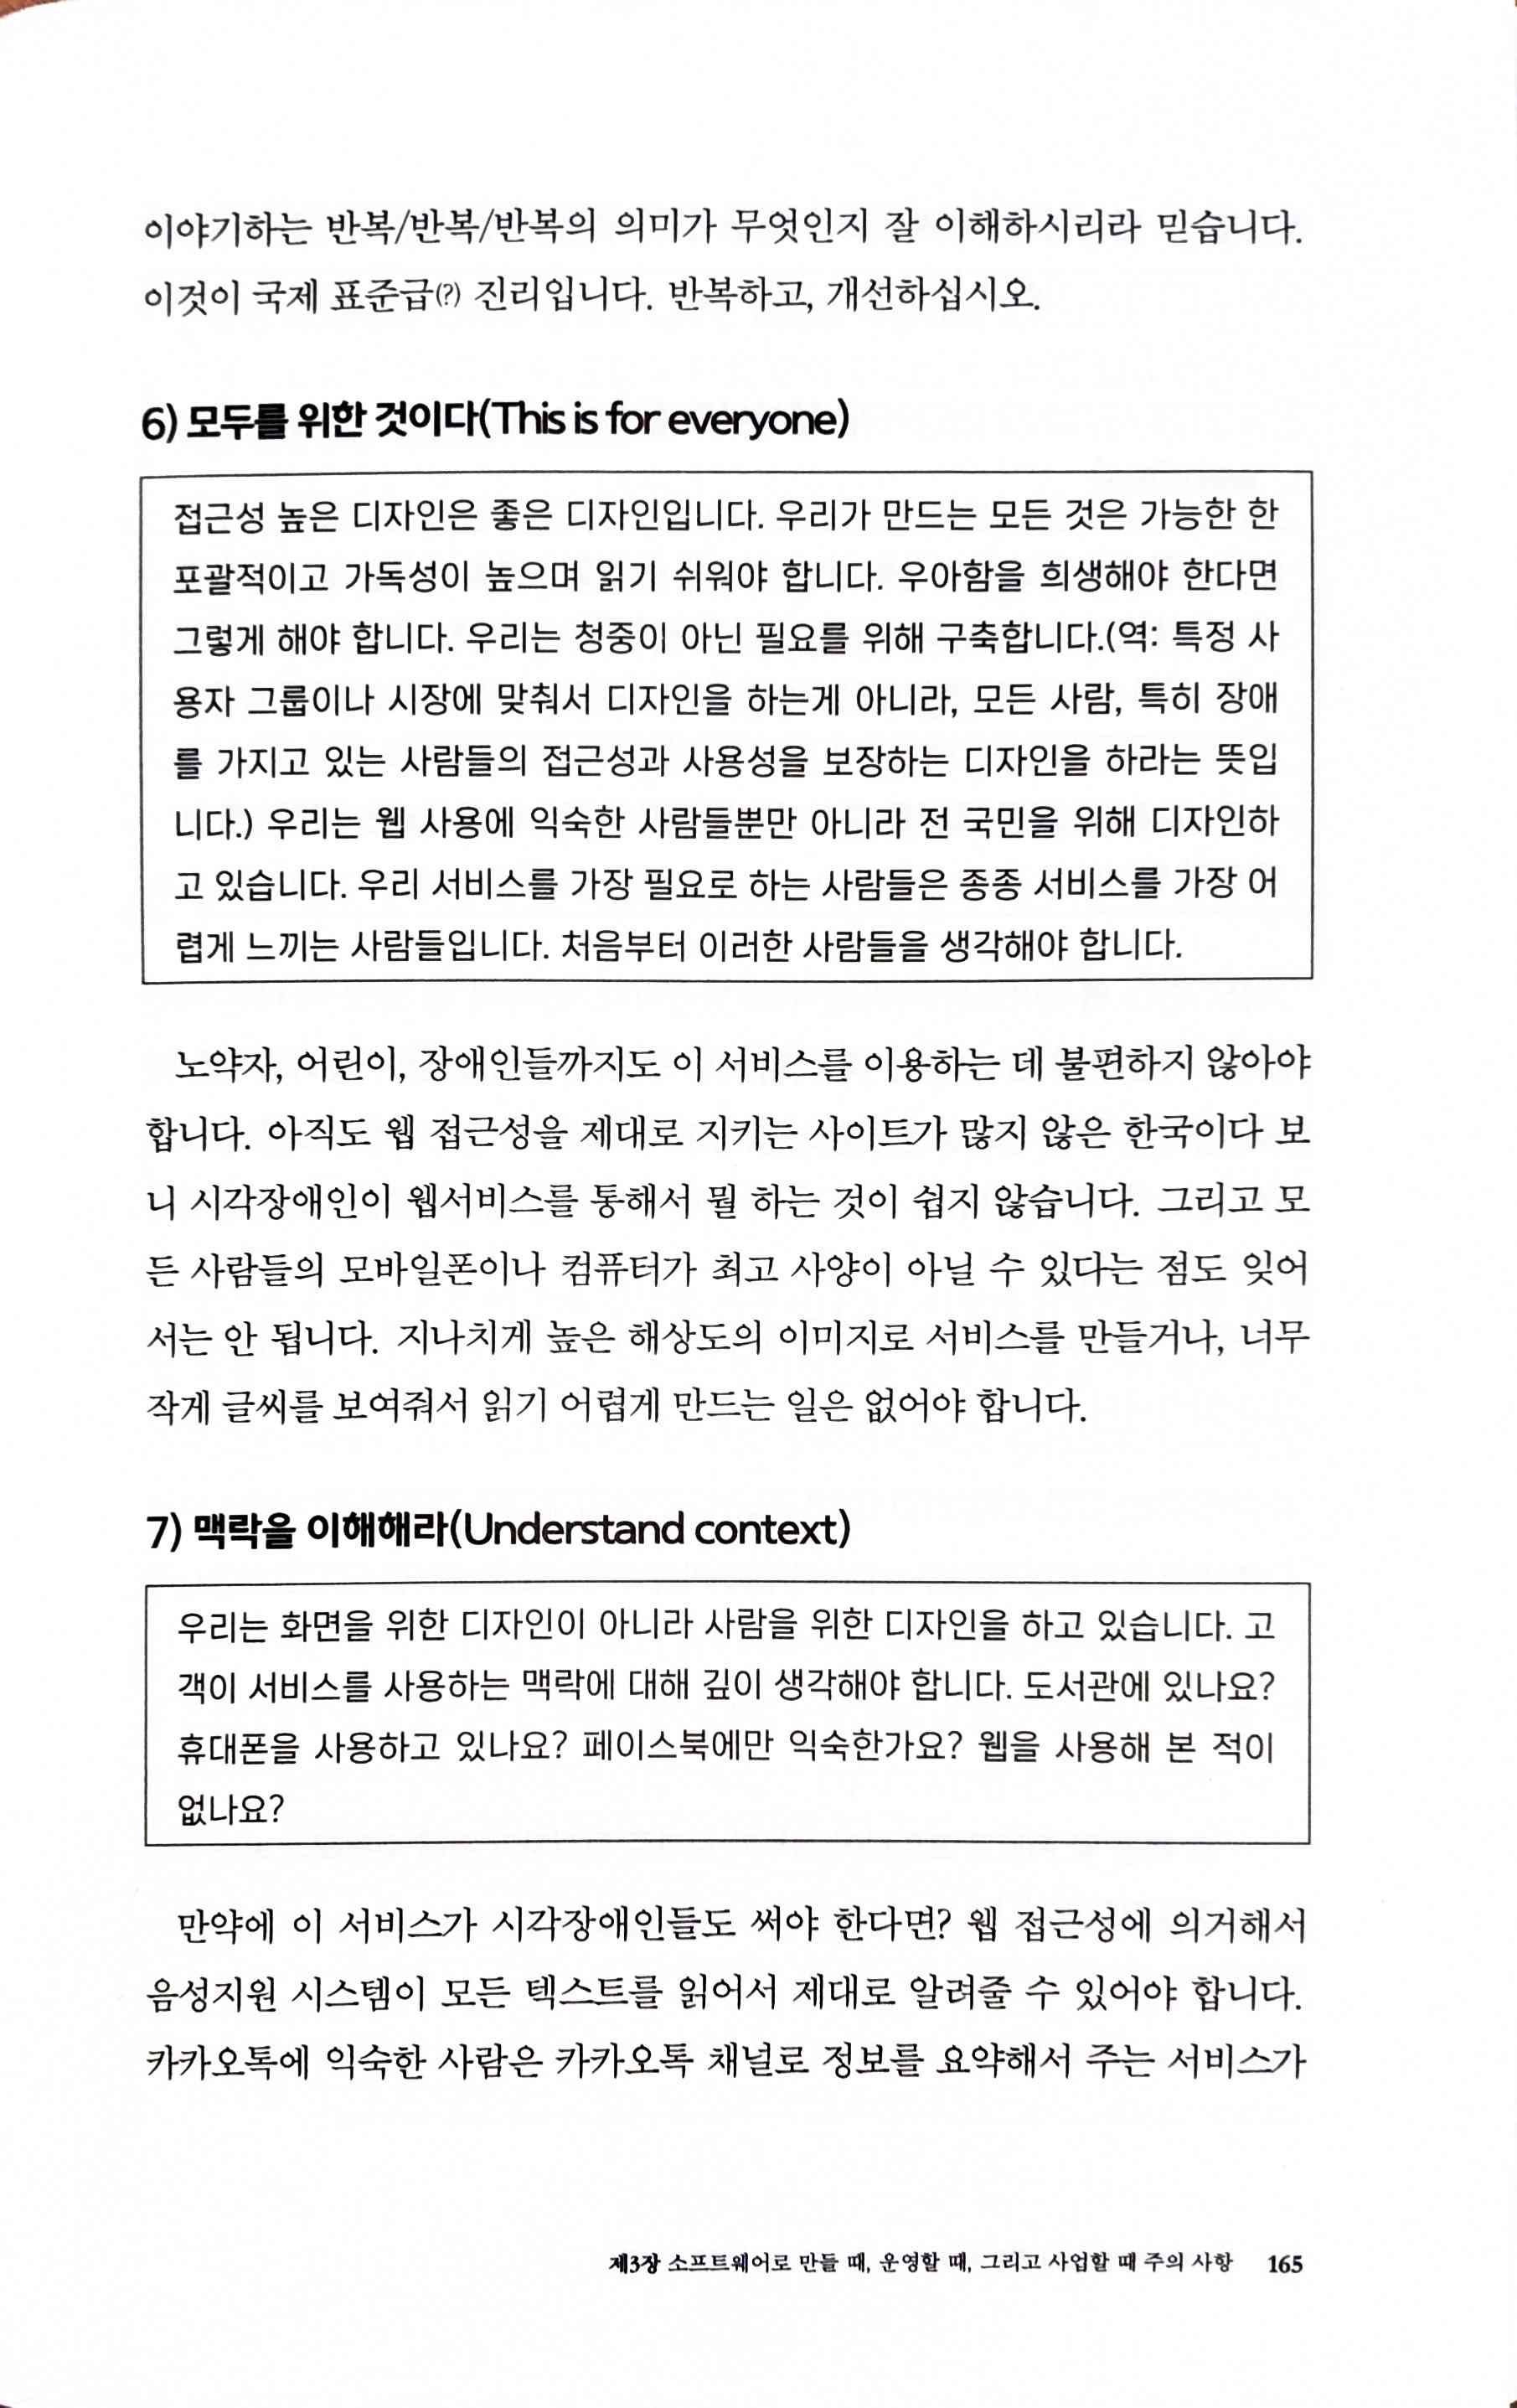 이야기하는 반복/반복/반복의 의미가 무엇인지 잘 이해하시리라 믿습니다.
이것이 국제 표준급(?) 진리입니다. 반복하고, 개선하십시오.
6) 모두를 위한 것이다(This is for everyone)
접근성 높은 디자인은 좋은 디자인입니다. 우리가 만드는 모든 것은 가능한 한
포괄적이고 가독성이 높으며 읽기 쉬워야 합니다. 우아함을 희생해야 한다면
그렇게 해야 합니다. 우리는 청중이 아닌 필요를 위해 구축합니다.(역: 특정 사
용자 그룹이나 시장에 맞춰서 디자인을 하는게 아니라, 모든 사람, 특히 장애
를 가지고 있는 사람들의 접근성과 사용성을 보장하는 디자인을 하라는 뜻입
니다.) 우리는 웹 사용에 익숙한 사람들뿐만 아니라 전 국민을 위해 디자인하
고 있습니다. 우리 서비스를 가장 필요로 하는 사람들은 종종 서비스를 가장 어
렵게 느끼는 사람들입니다. 처음부터 이러한 사람들을 생각해야 합니다.
노약자, 어린이, 장애인들까지도 이 서비스를 이용하는 데 불편하지 않아야
합니다. 아직도 웹 접근성을 제대로 지키는 사이트가 많지 않은 한국이다 보
니 시각장애인이 웹서비스를 통해서 뭘 하는 것이 쉽지 않습니다. 그리고 모
든 사람들의 모바일폰이나 컴퓨터가 최고 사양이 아닐 수 있다는 점도 잊어
서는 안 됩니다. 지나치게 높은 해상도의 이미지로 서비스를 만들거나, 너무
작게 글씨를 보여줘서 읽기 어렵게 만드는 일은 없어야 합니다.
7) 맥락을 이해해라(Understand context)
우리는 화면을 위한 디자인이 아니라 사람을 위한 디자인을 하고 있습니다. 고
객이 서비스를 사용하는 맥락에 대해 깊이 생각해야 합니다. 도서관에 있나요?
휴대폰을 사용하고 있나요? 페이스북에만 익숙한가요? 웹을 사용해 본 적이
없나요?
만약에 이 서비스가 시각장애인들도 써야 한다면? 웹 접근성에 의거해서
음성지원 시스템이 모든 텍스트를 읽어서 제대로 알려줄 수 있어야 합니다.
카카오톡에 익숙한 사람은 카카오톡 채널로 정보를 요약해서 주는 서비스가
제3장 소프트웨어로 만들 때, 운영할 때, 그리고 사업할 때 주의 사항 165